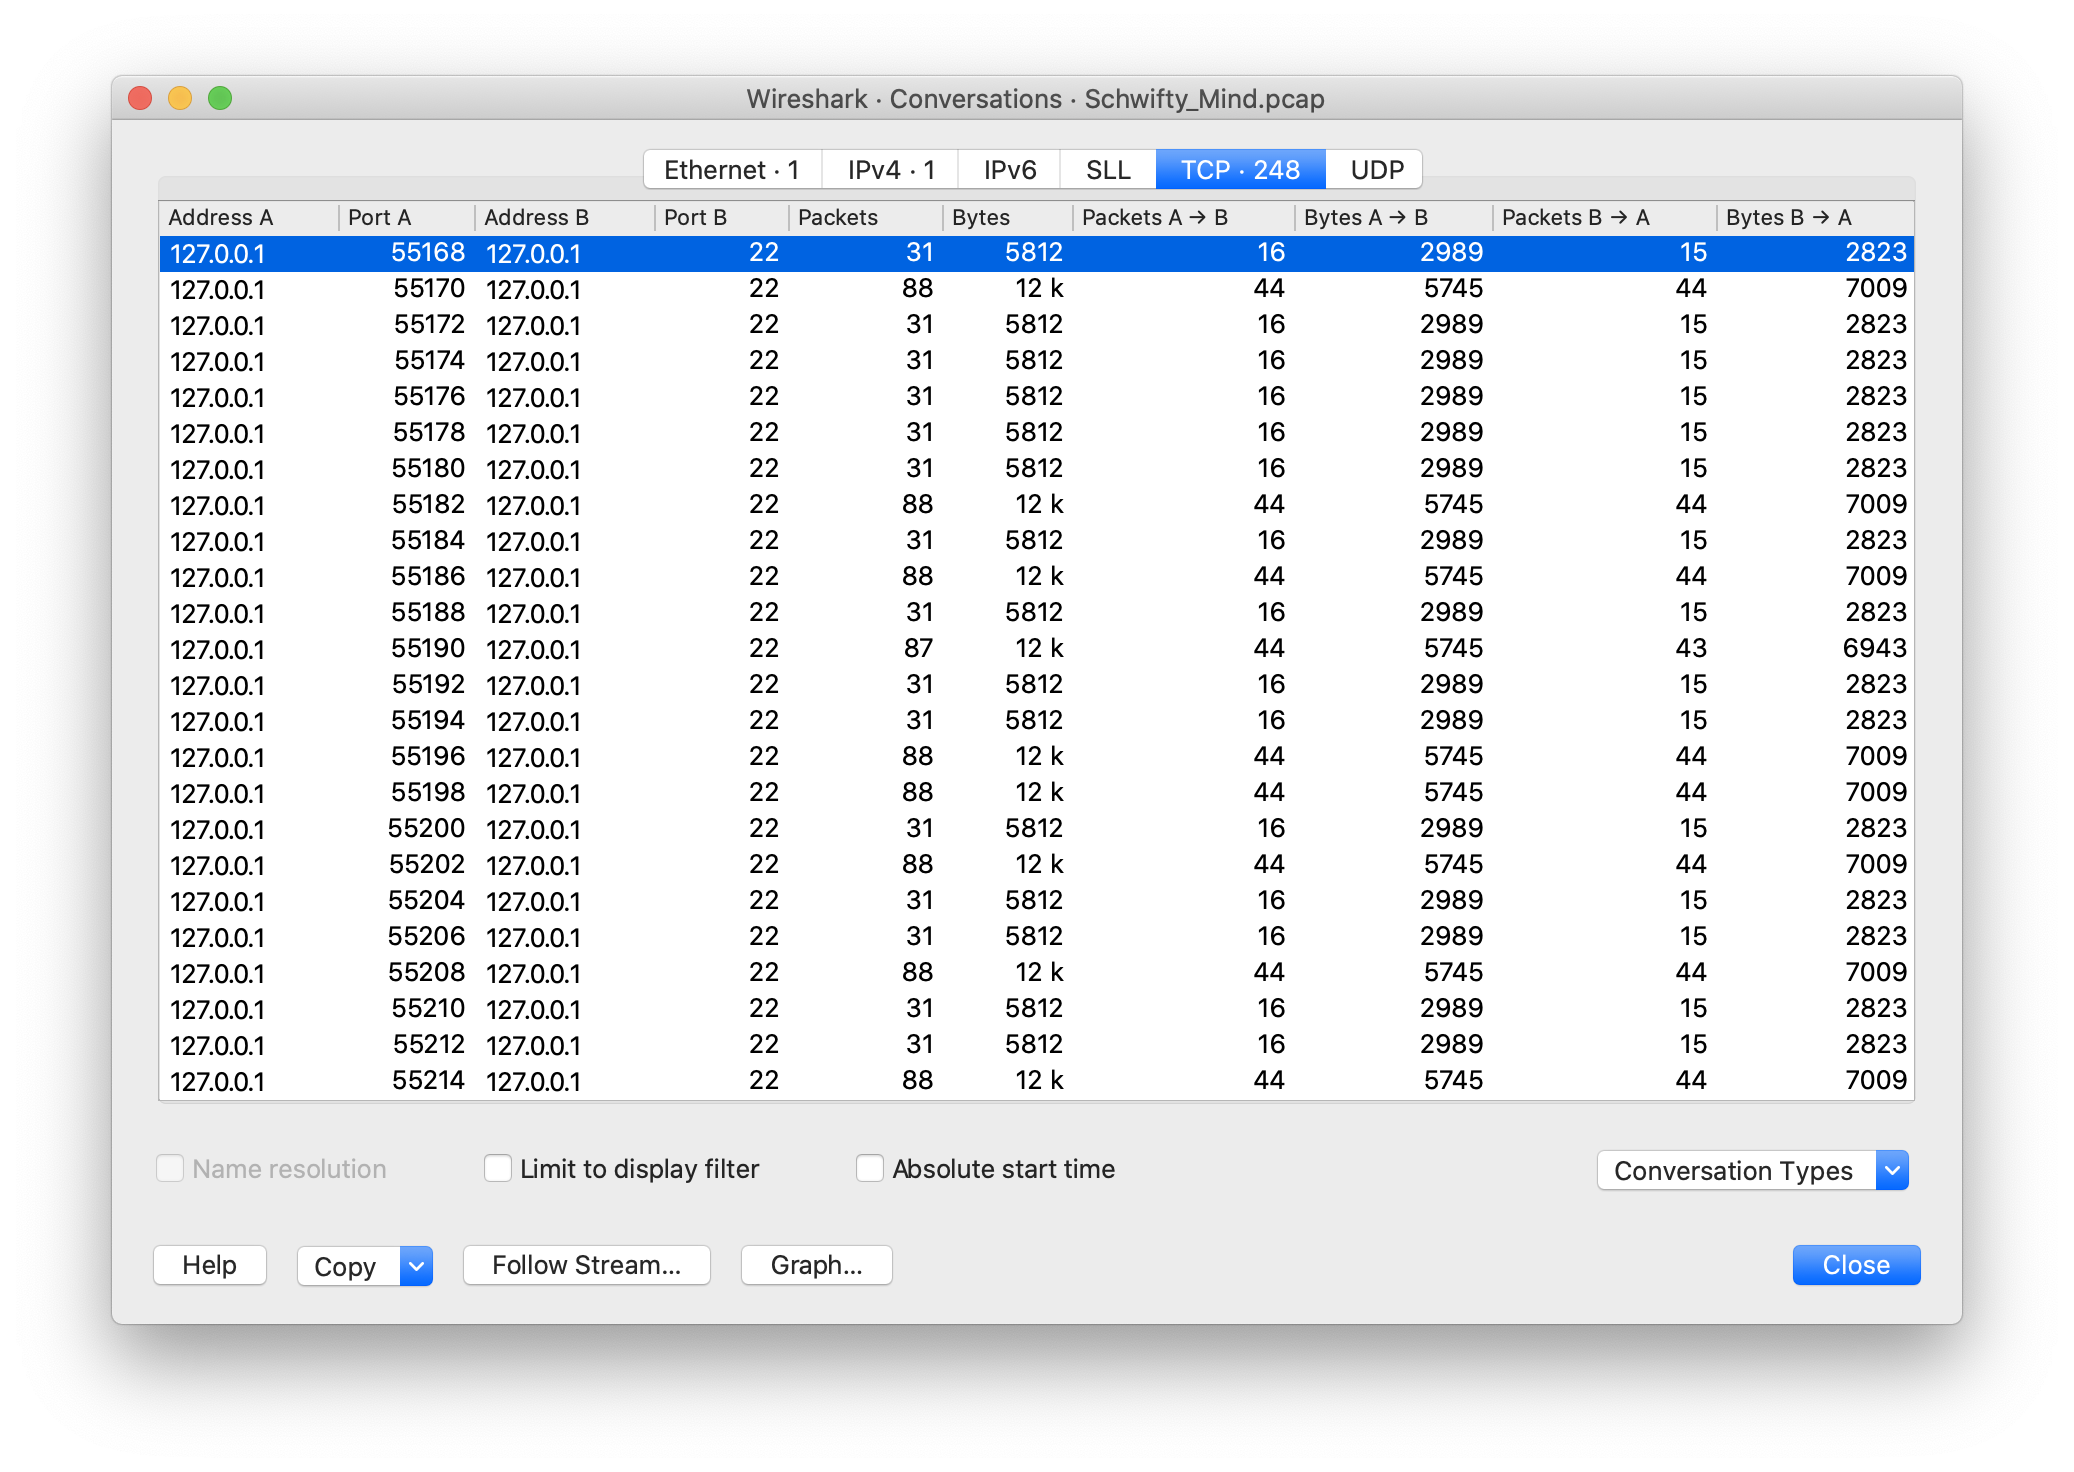 Wireshark · Conversations · Schwifty_Mind.pcap
Ethernet · 1 IPv4 · 1 IPv6 SLL TCP · 248 UDP
Address A Port A Address B Port B Packets Bytes Packets A → B Bytes A → B Packets B → A Bytes B → A
127.0.0.1 55168 127.0.0.1 22 31 5812 16 2989 15 2823
127.0.0.1 55170 127.0.0.1 22 88 12 k 44 5745 44 7009
127.0.0.1 55172 127.0.0.1 22 31 5812 16 2989 15 2823
127.0.0.1 55174 127.0.0.1 22 31 5812 16 2989 15 2823
127.0.0.1 55176 127.0.0.1 22 31 5812 16 2989 15 2823
127.0.0.1 55178 127.0.0.1 22 31 5812 16 2989 15 2823
127.0.0.1 55180 127.0.0.1 22 31 5812 16 2989 15 2823
127.0.0.1 55182 127.0.0.1 22 88 12 k 44 5745 44 7009
127.0.0.1 55184 127.0.0.1 22 31 5812 16 2989 15 2823
127.0.0.1 55186 127.0.0.1 22 88 12 k 44 5745 44 7009
127.0.0.1 55188 127.0.0.1 22 31 5812 16 2989 15 2823
127.0.0.1 55190 127.0.0.1 22 87 12 k 44 5745 43 6943
127.0.0.1 55192 127.0.0.1 22 31 5812 16 2989 15 2823
127.0.0.1 55194 127.0.0.1 22 31 5812 16 2989 15 2823
127.0.0.1 55196 127.0.0.1 22 88 12 k 44 5745 44 7009
127.0.0.1 55198 127.0.0.1 22 88 12 k 44 5745 44 7009
127.0.0.1 55200 127.0.0.1 22 31 5812 16 2989 15 2823
127.0.0.1 55202 127.0.0.1 22 88 12 k 44 5745 44 7009
127.0.0.1 55204 127.0.0.1 22 31 5812 16 2989 15 2823
127.0.0.1 55206 127.0.0.1 22 31 5812 16 2989 15 2823
127.0.0.1 55208 127.0.0.1 22 88 12 k 44 5745 44 7009
127.0.0.1 55210 127.0.0.1 22 31 5812 16 2989 15 2823
127.0.0.1 55212 127.0.0.1 22 31 5812 16 2989 15 2823
127.0.0.1 55214 127.0.0.1 22 88 12 k 44 5745 44 7009
Name resolution Limit to display filter Absolute start time Conversation Types
Help Copy Follow Stream... Graph... Close